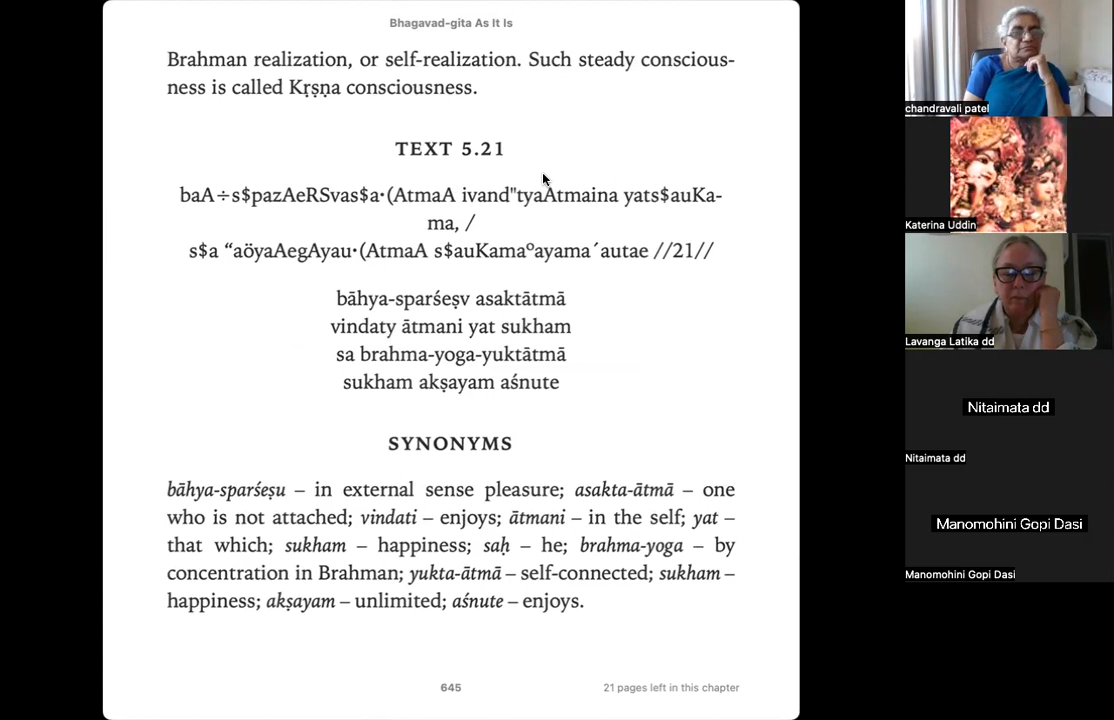 Bhagavad-gita As It Is
Brahman realization, or self-realization. Such steady conscious-
ness is called Kṛṣṇa consciousness.
TEXT 5.21
baA÷s$pazAeRSvas$a·(AtmaA ivand"tyaAtmaina yats$auKa-
ma, /
s$a “aöyaAegAyau·(AtmaA s$auKamaºayama´autae //21//
bāhya-sparśeṣv asaktātmā
vindaty ātmani yat sukham
sa brahma-yoga-yuktātmā
sukham akṣayam aśnute
SYNONYMS
bāhya-sparśeṣu – in external sense pleasure; asakta-ātmā – one
who is not attached; vindati – enjoys; ātmani – in the self; yat –
that which; sukham – happiness; saḥ – he; brahma-yoga – by
concentration in Brahman; yukta-ātmā – self-connected; sukham –
happiness; akṣayam – unlimited; aśnute – enjoys.
645
21 pages left in this chapter
chandravali patel
Katerina Uddin
Lavanga Latika dd
Nitaimata dd
Nitaimata dd
Manomohini Gopi Dasi
Manomohini Gopi Dasi